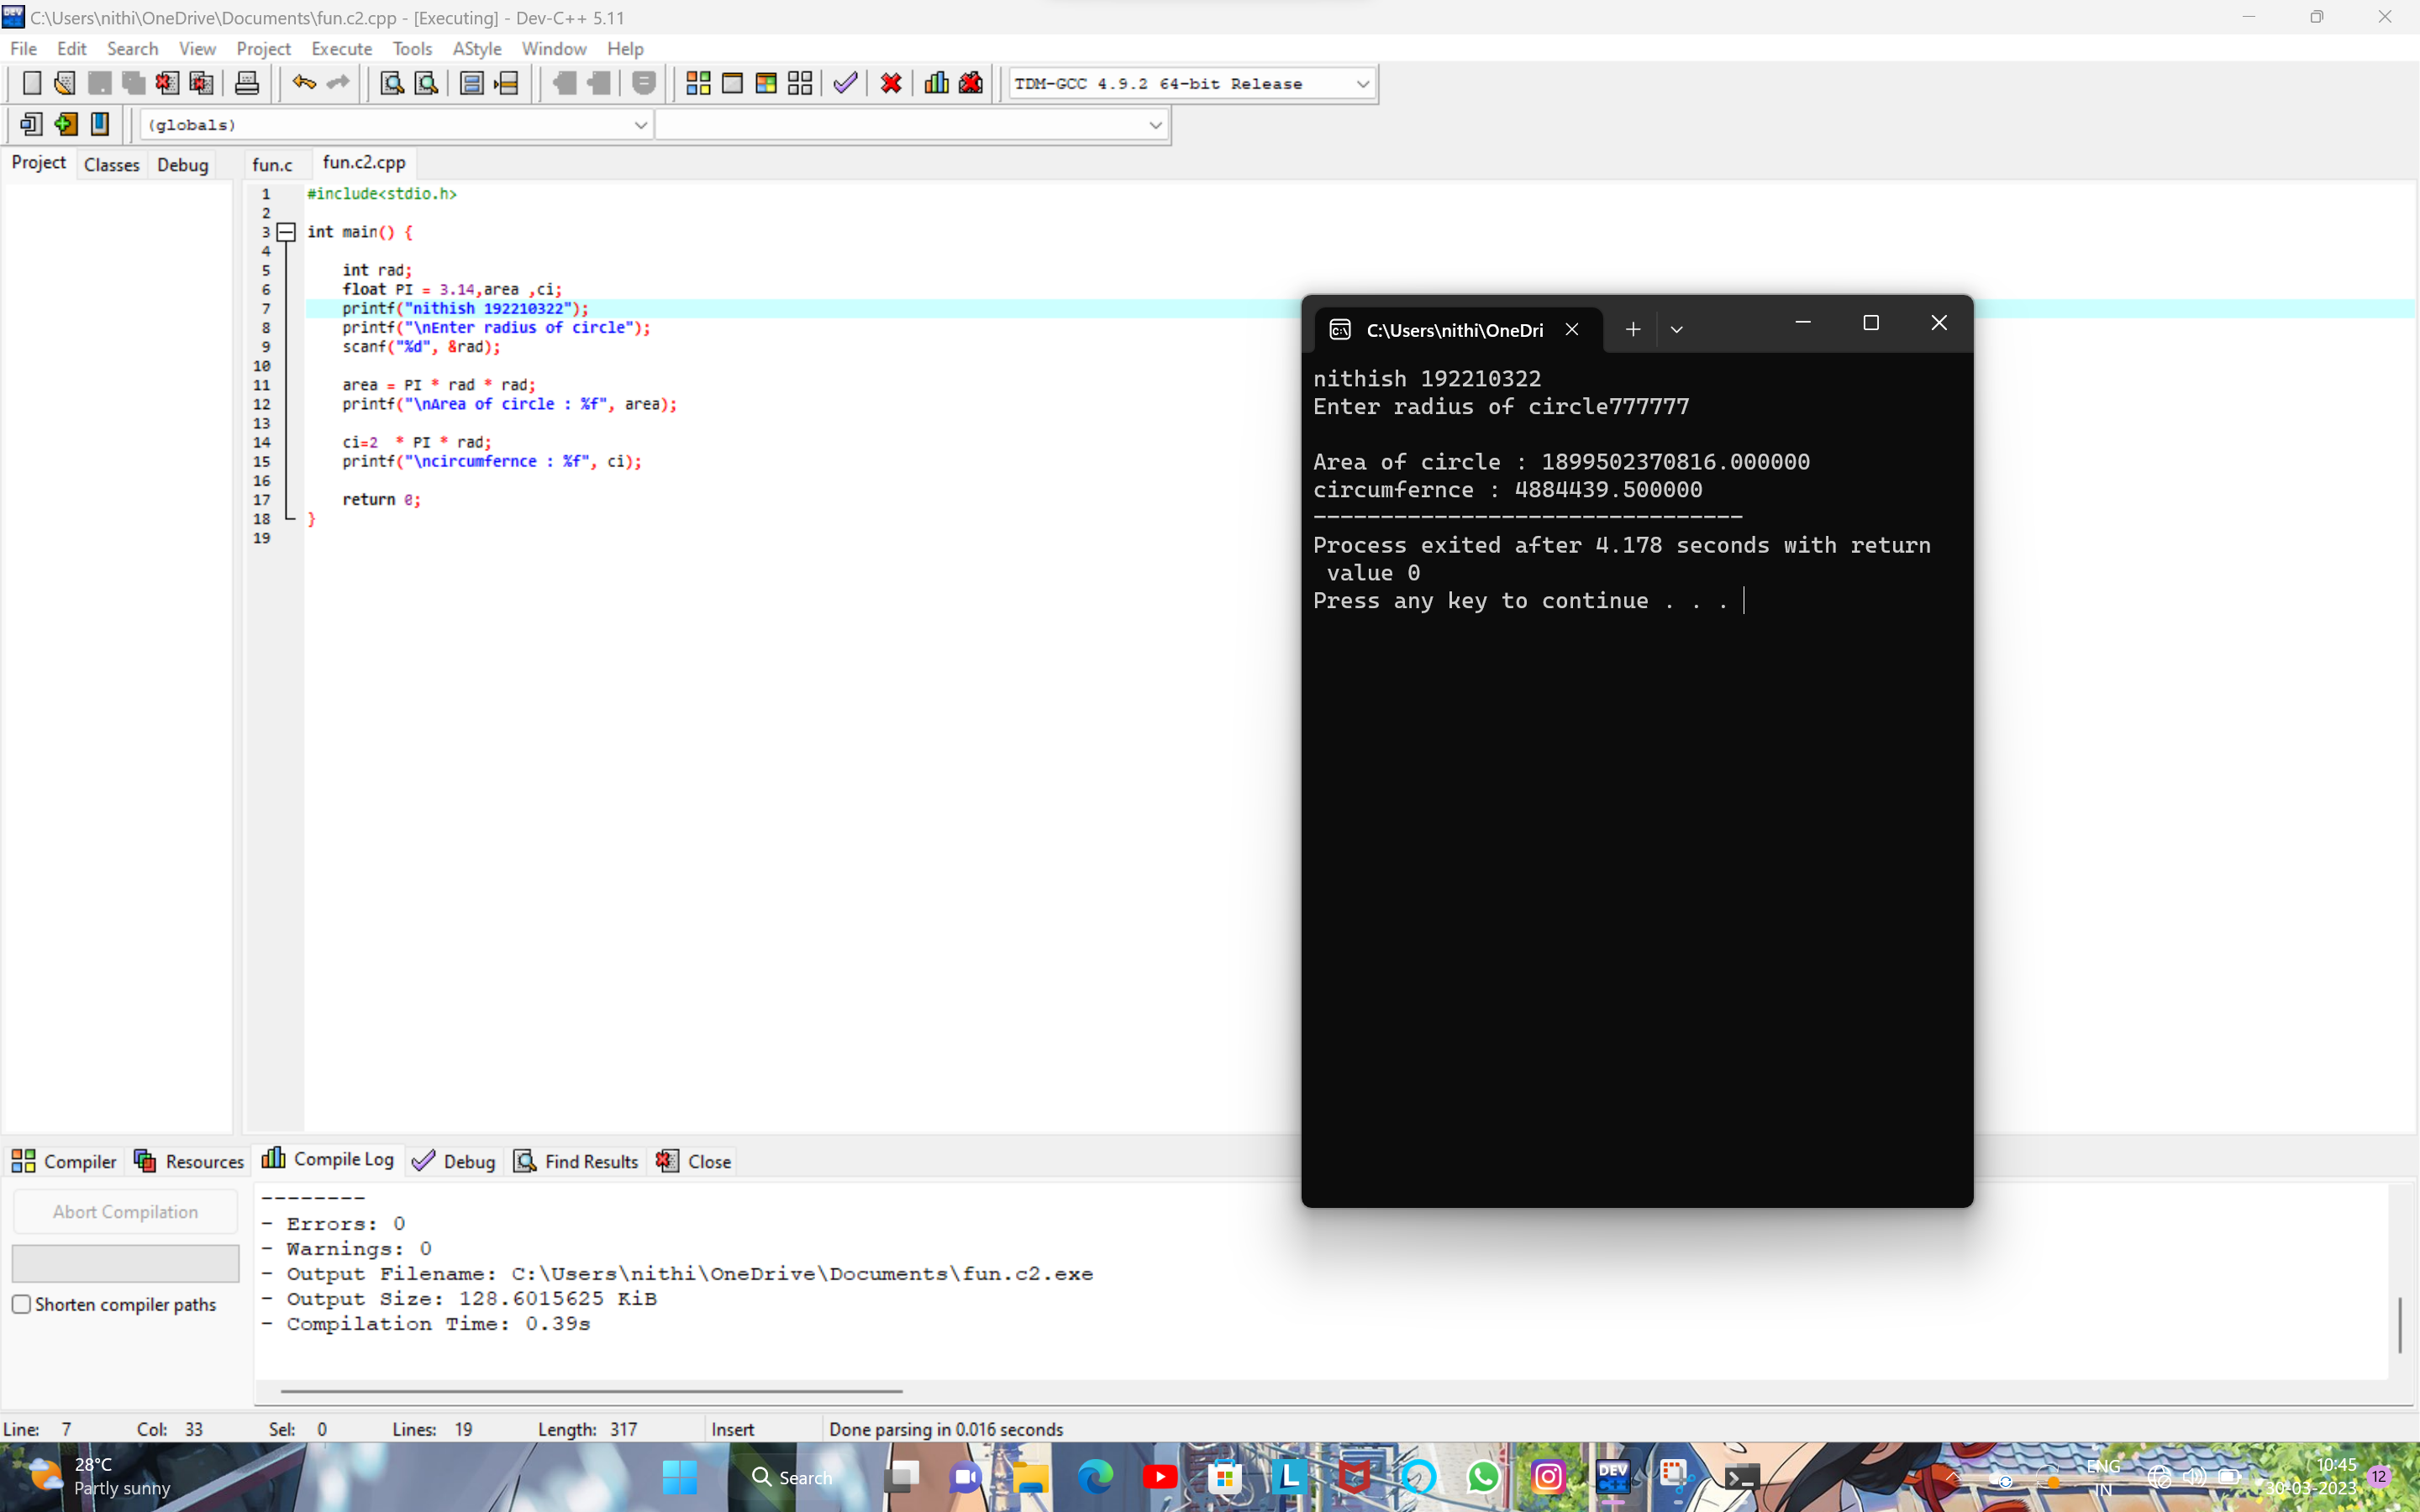 C:\Users\nithi\OneDrive\Documents\fun.c2.cpp - [Executing] - Dev-C++ 5.11
File Edit Search View Project Execute Tools AStyle Window Help
TDM-GCC 4.9.2 64-bit Release
(globals)
Project Classes Debug fun.c fun.c2.cpp
1 #include<stdio.h>
2
3 int main() {
4
5 int rad;
6 float PI = 3.14,area ,ci;
7 printf("nithish 192210322");
8 printf("\nEnter radius of circle");
9 scanf("%d", &rad);
10
11 area = PI * rad * rad;
12 printf("\nArea of circle : %f", area);
13
14 ci=2  * PI * rad;
15 printf("\ncircumfernce : %f", ci);
16
17 return 0;
18 }
19
C:\Users\nithi\OneDri
nithish 192210322
Enter radius of circle777777
Area of circle : 1899502370816.000000
circumfernce : 4884439.500000
--------------------------------
Process exited after 4.178 seconds with return
value 0
Press any key to continue . . .
Compiler Resources Compile Log Debug Find Results Close
Abort Compilation
Shorten compiler paths
--------
- Errors: 0
- Warnings: 0
- Output Filename: C:\Users\nithi\OneDrive\Documents\fun.c2.exe
- Output Size: 128.6015625 KiB
- Compilation Time: 0.39s
Line: 7 Col: 33 Sel: 0 Lines: 19 Length: 317 Insert Done parsing in 0.016 seconds
28°C
Partly sunny
Search
L
DEV
C++
ENG
IN
10:45
30-03-2023
12